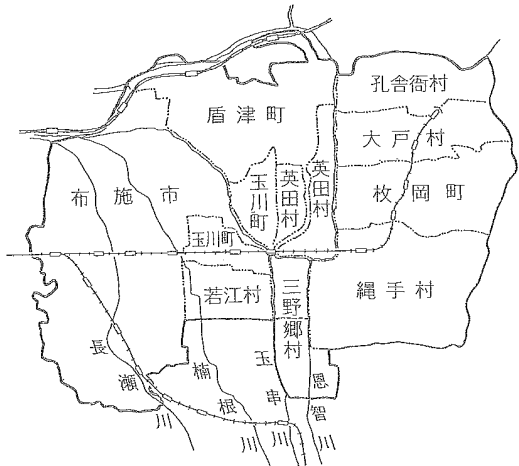 孔舎衙村
盾津町
大戸村
英田村
英田村
玉川町
枚岡町
布施市
玉川町
三野郷村
若江村
縄手村
長瀬川
楠根川
玉串川
恩智川